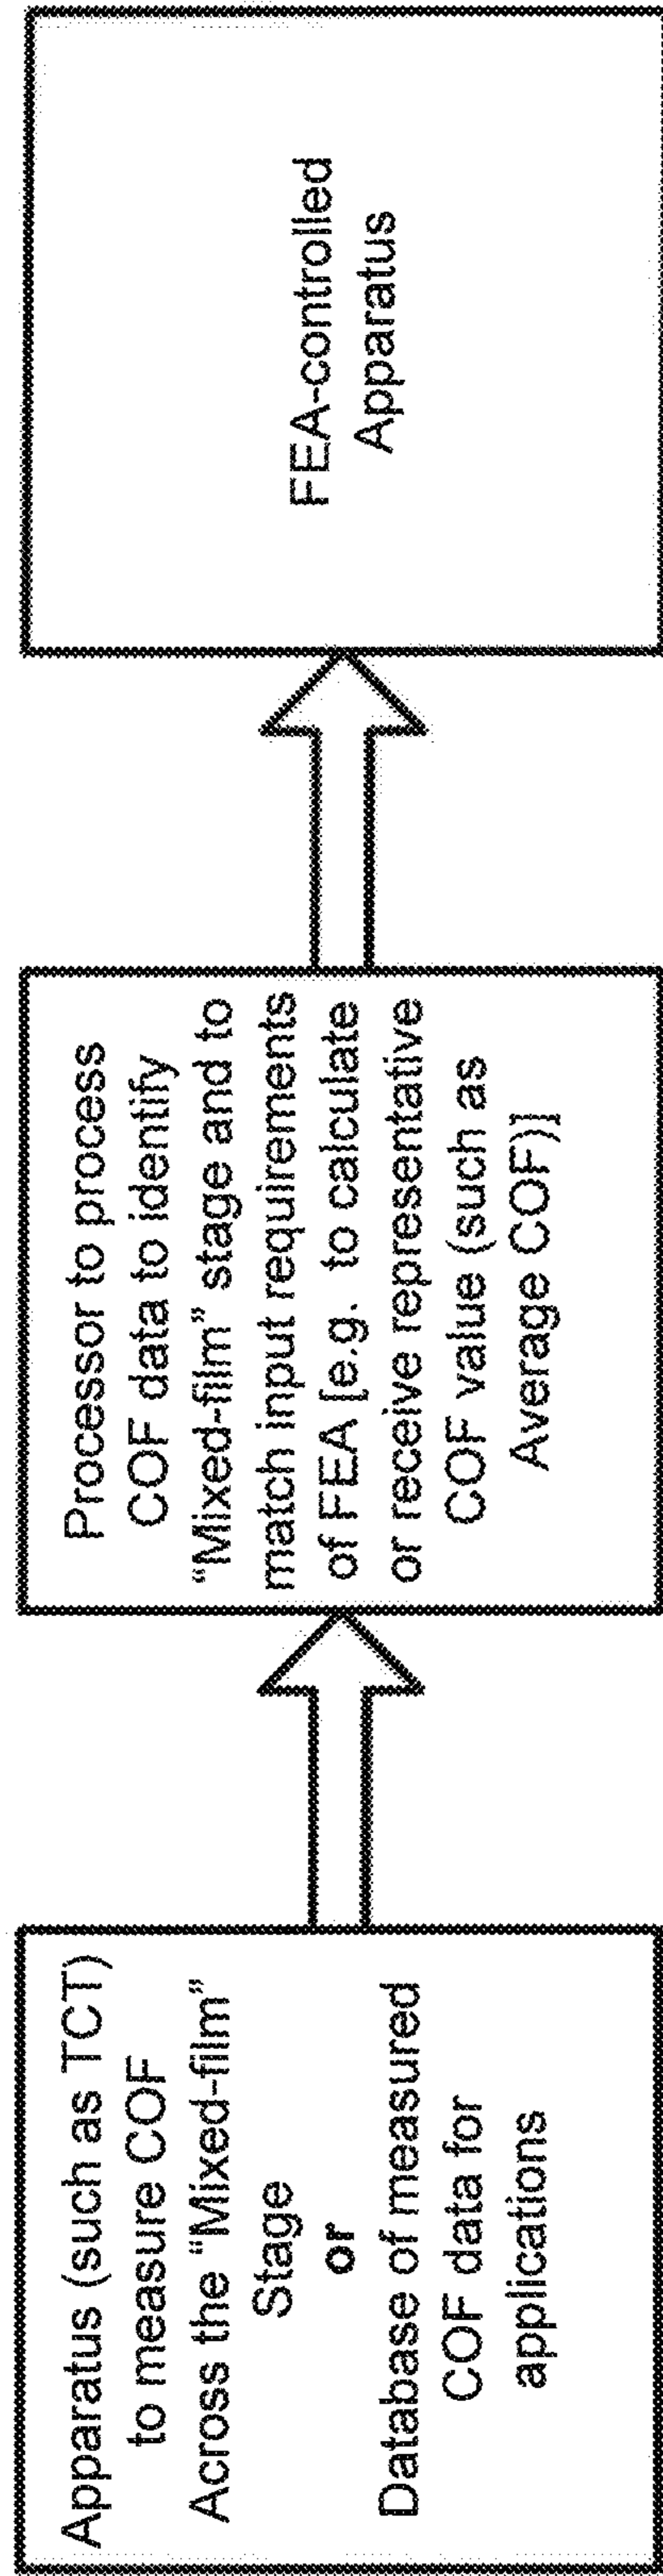 Apparatus (such as TCT)
to measure COF
Across the “Mixed-film”
Stage
or
Database of measured
COF data for
applications
Processor to process
COF data to identify
“Mixed-film” stage and to
match input requirements
of FEA [e.g. to calculate
or receive representative
COF value (such as
Average COF)]
FEA-controlled
Apparatus